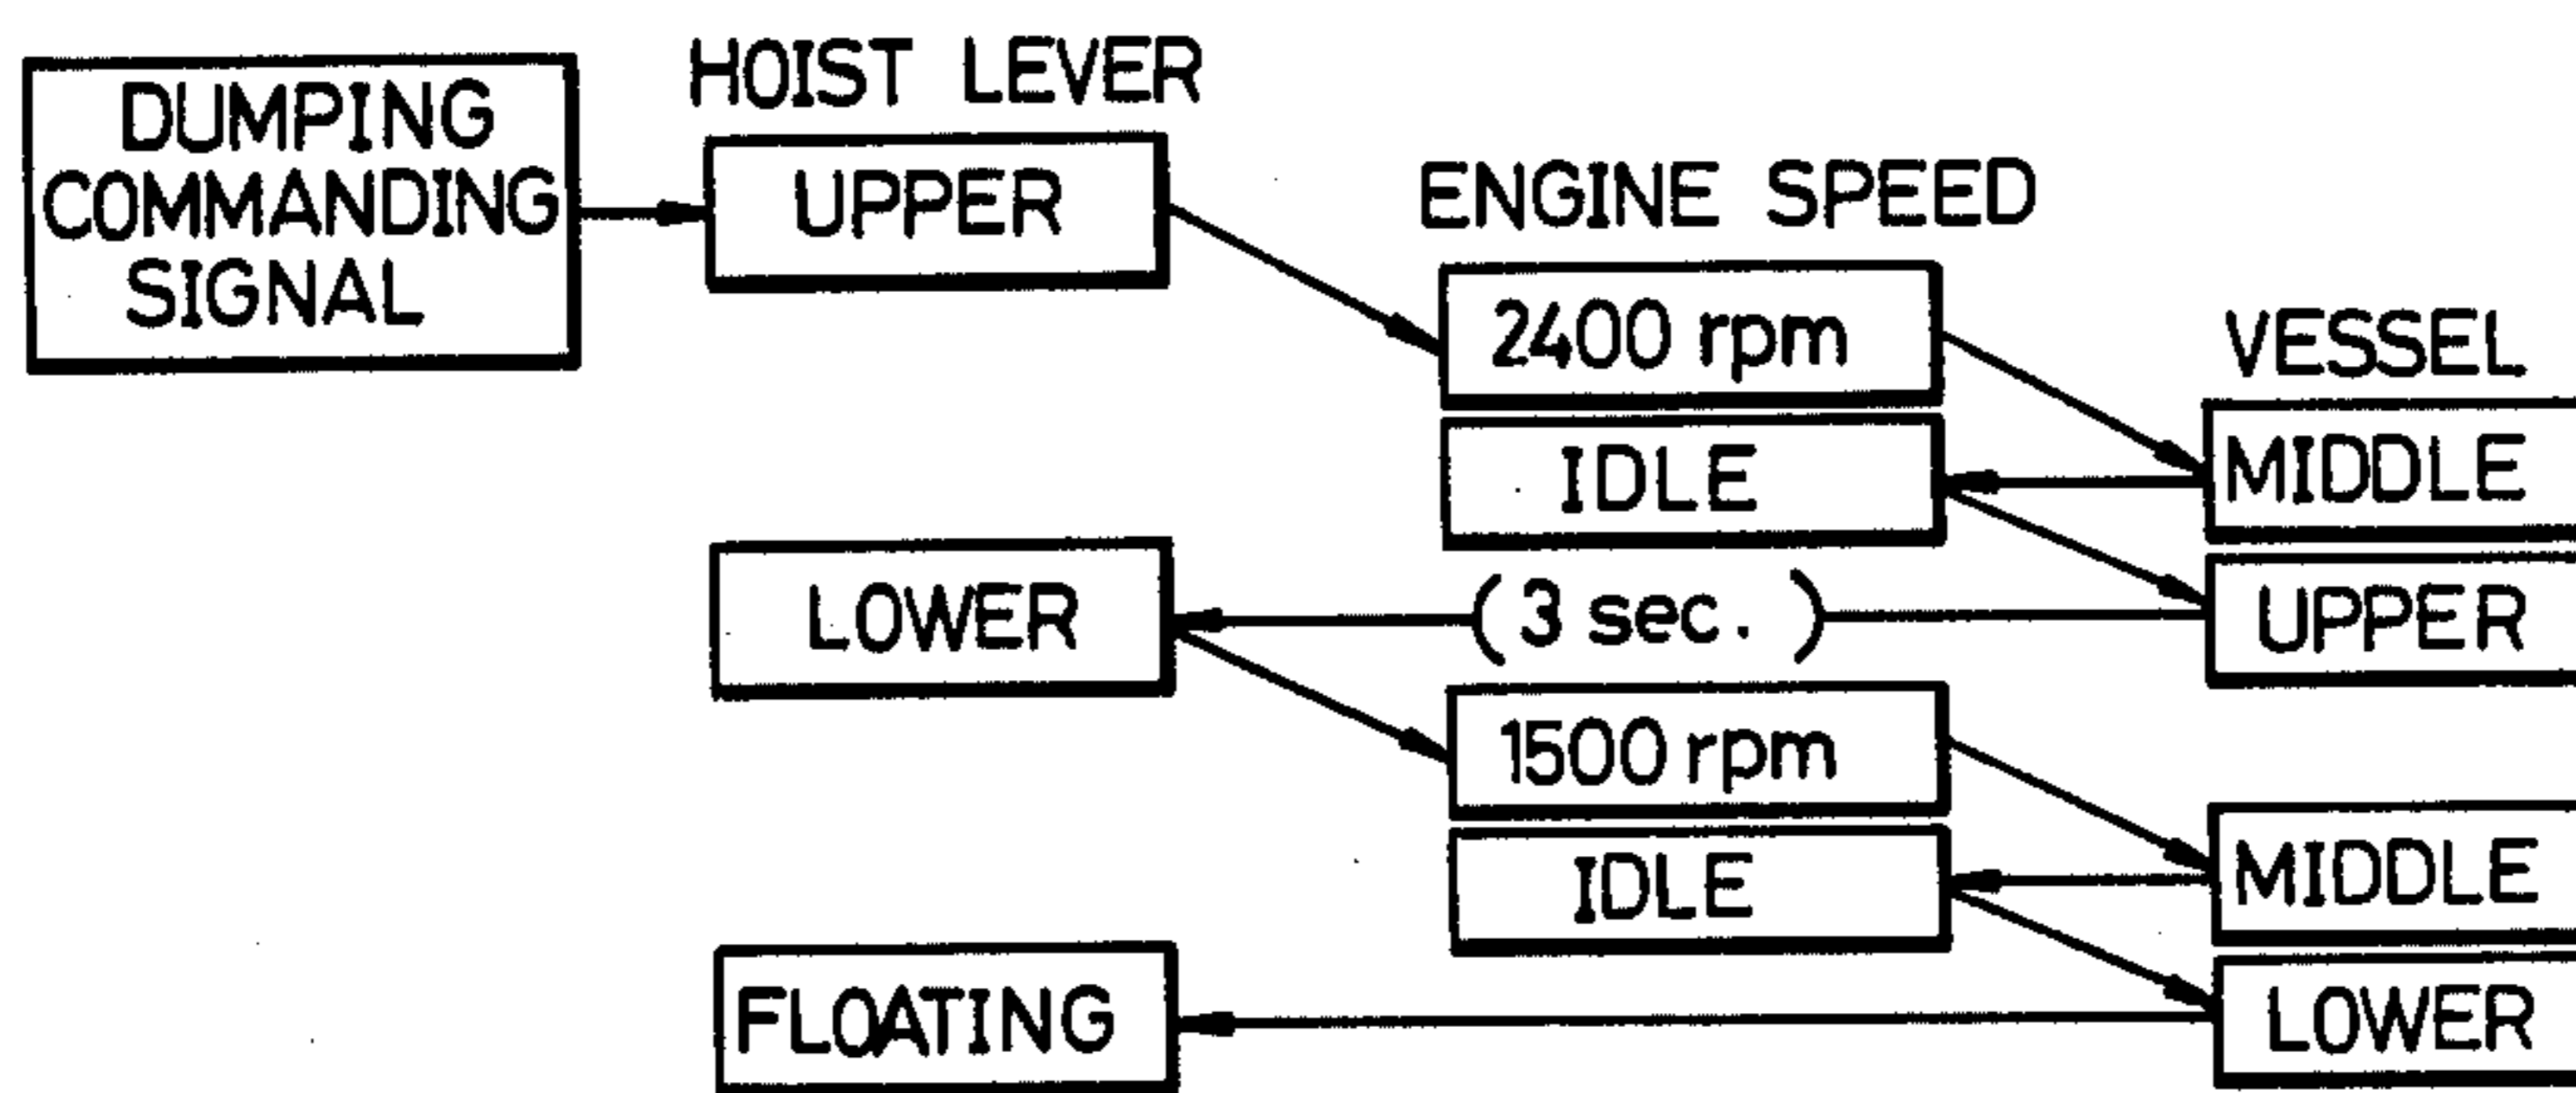 DUMPING
COMMANDING
SIGNAL
HOIST LEVER
UPPER
ENGINE SPEED
2400 rpm
VESSEL
MIDDLE
IDLE
UPPER
(3 sec.)
LOWER
1500 rpm
MIDDLE
IDLE
LOWER
FLOATING